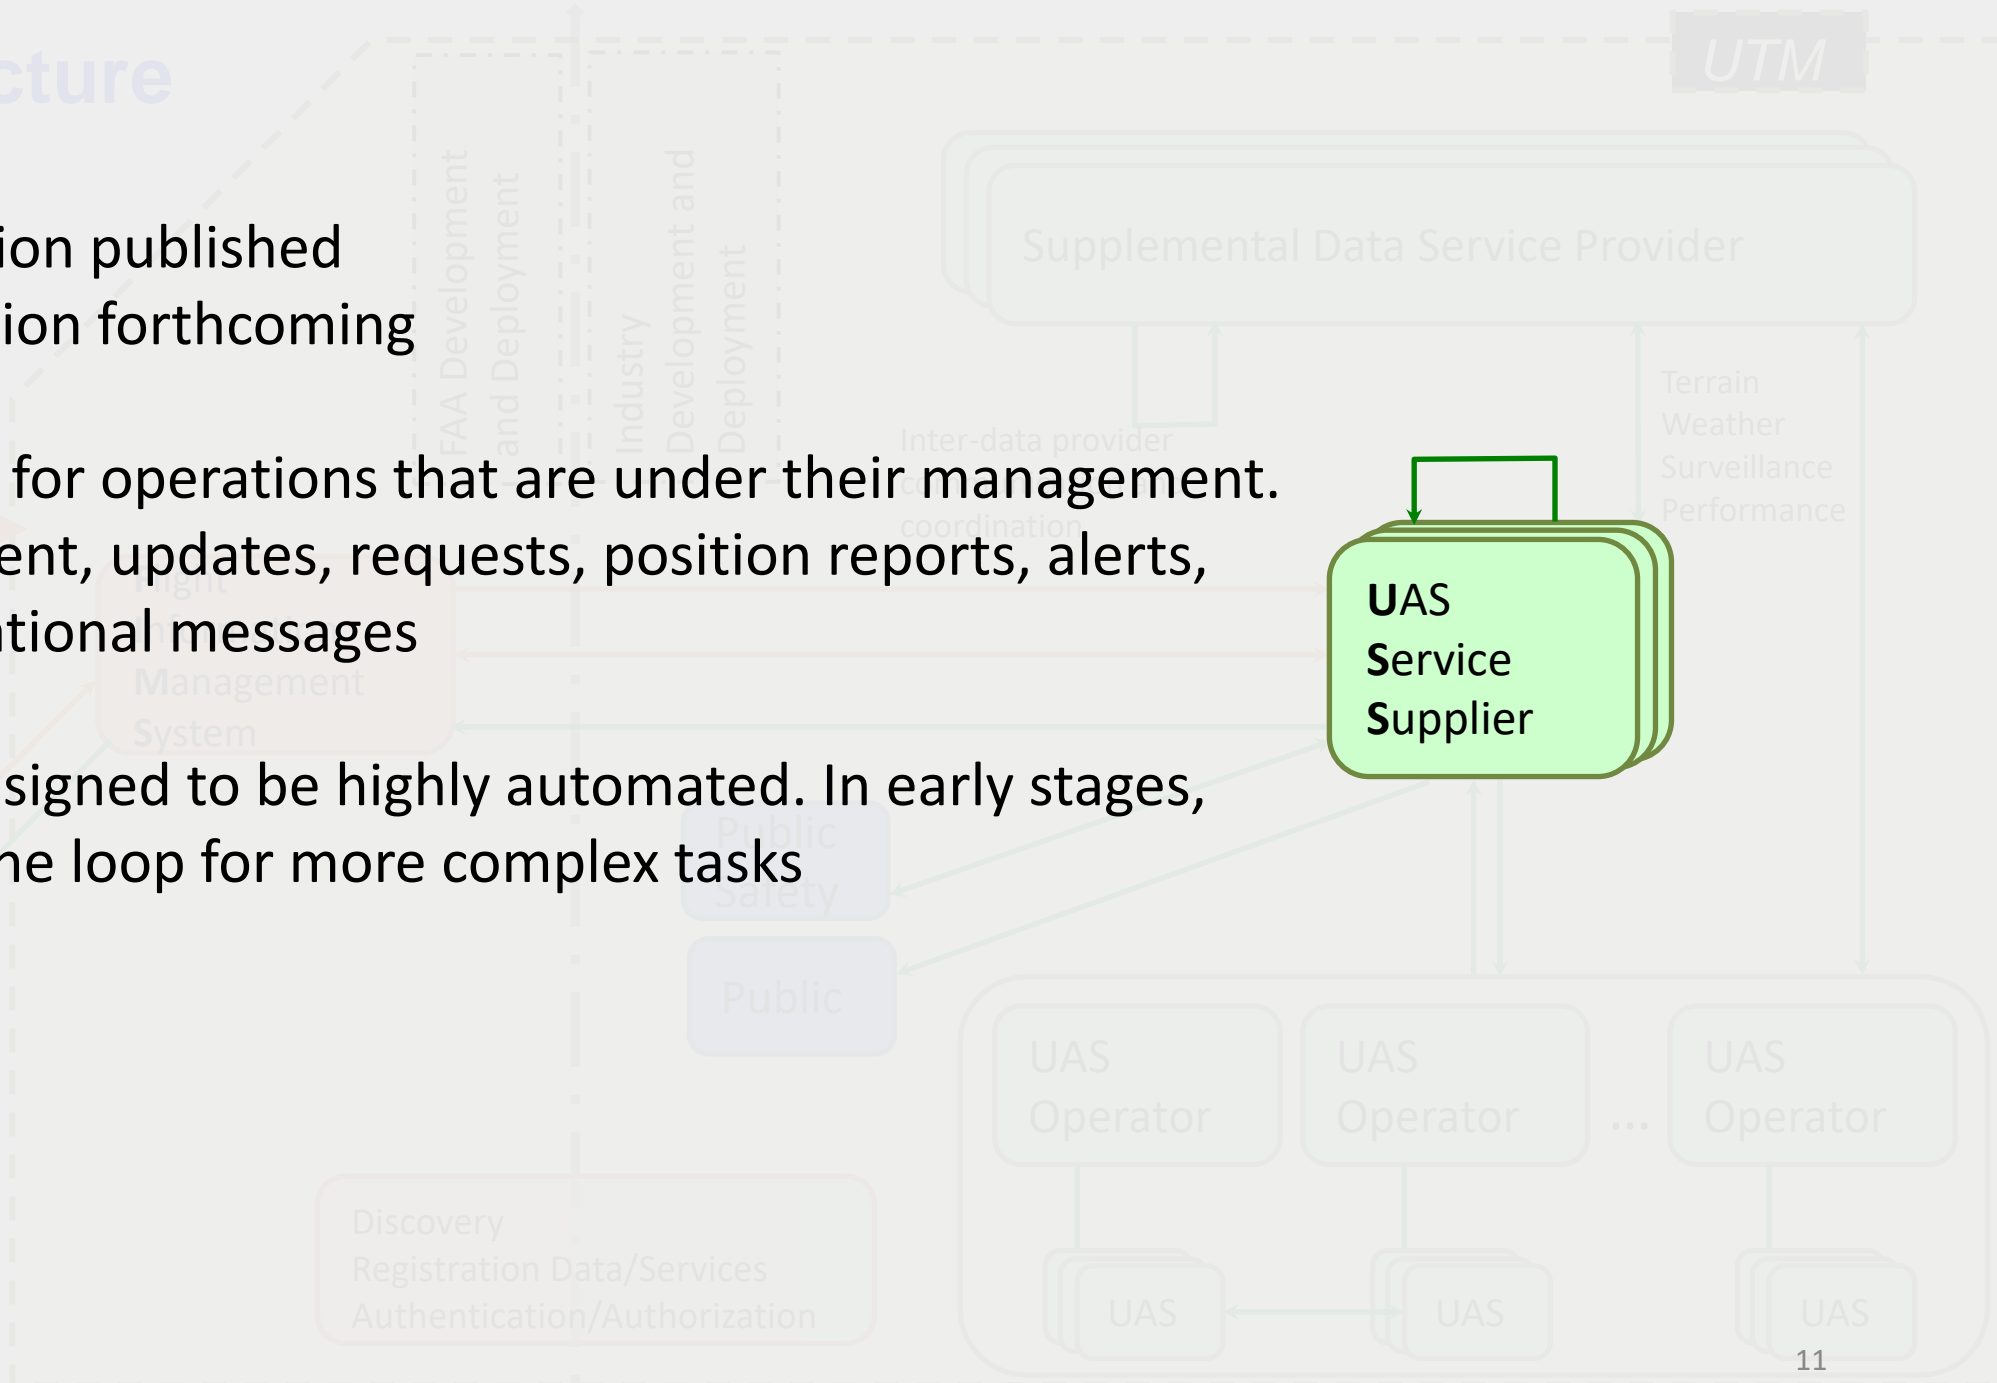 cture
UTM
ion published
ion forthcoming
FAA Development
and Deployment
Industry
Development and
Deployment
Supplemental Data Service Provider
Terrain
Weather
Surveillance
Performance
Inter-data provider
coordination
for operations that are under their management.
ent, updates, requests, position reports, alerts,
ational messages
Flight
Management
System
UAS
Service
Supplier
signed to be highly automated. In early stages,
he loop for more complex tasks
Public
Safety
Public
UAS
Operator
UAS
Operator
...
UAS
Operator
Discovery
Registration Data/Services
Authentication/Authorization
UAS
UAS
UAS
11